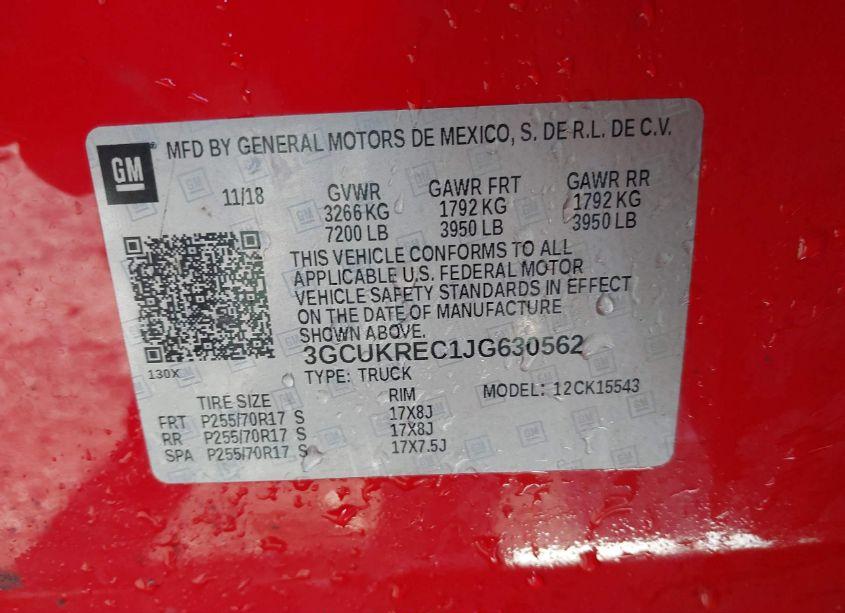 GM
MFD BY GENERAL MOTORS DE MEXICO, S. DE R.L. DE C.V.
11/18 GVWR GAWR FRT GAWR RR
3266 KG 1792 KG 1792 KG
7200 LB 3950 LB 3950 LB
THIS VEHICLE CONFORMS TO ALL
APPLICABLE U.S. FEDERAL MOTOR
VEHICLE SAFETY STANDARDS IN EFFECT
ON THE DATE OF MANUFACTURE
SHOWN ABOVE.
3GCUKREC1JG630562
130X
TYPE: TRUCK MODEL: 12CK15543
TIRE SIZE RIM
FRT P255/70R17 S 17X8J
RR P255/70R17 S 17X8J
SPA P255/70R17 S 17X7.5J